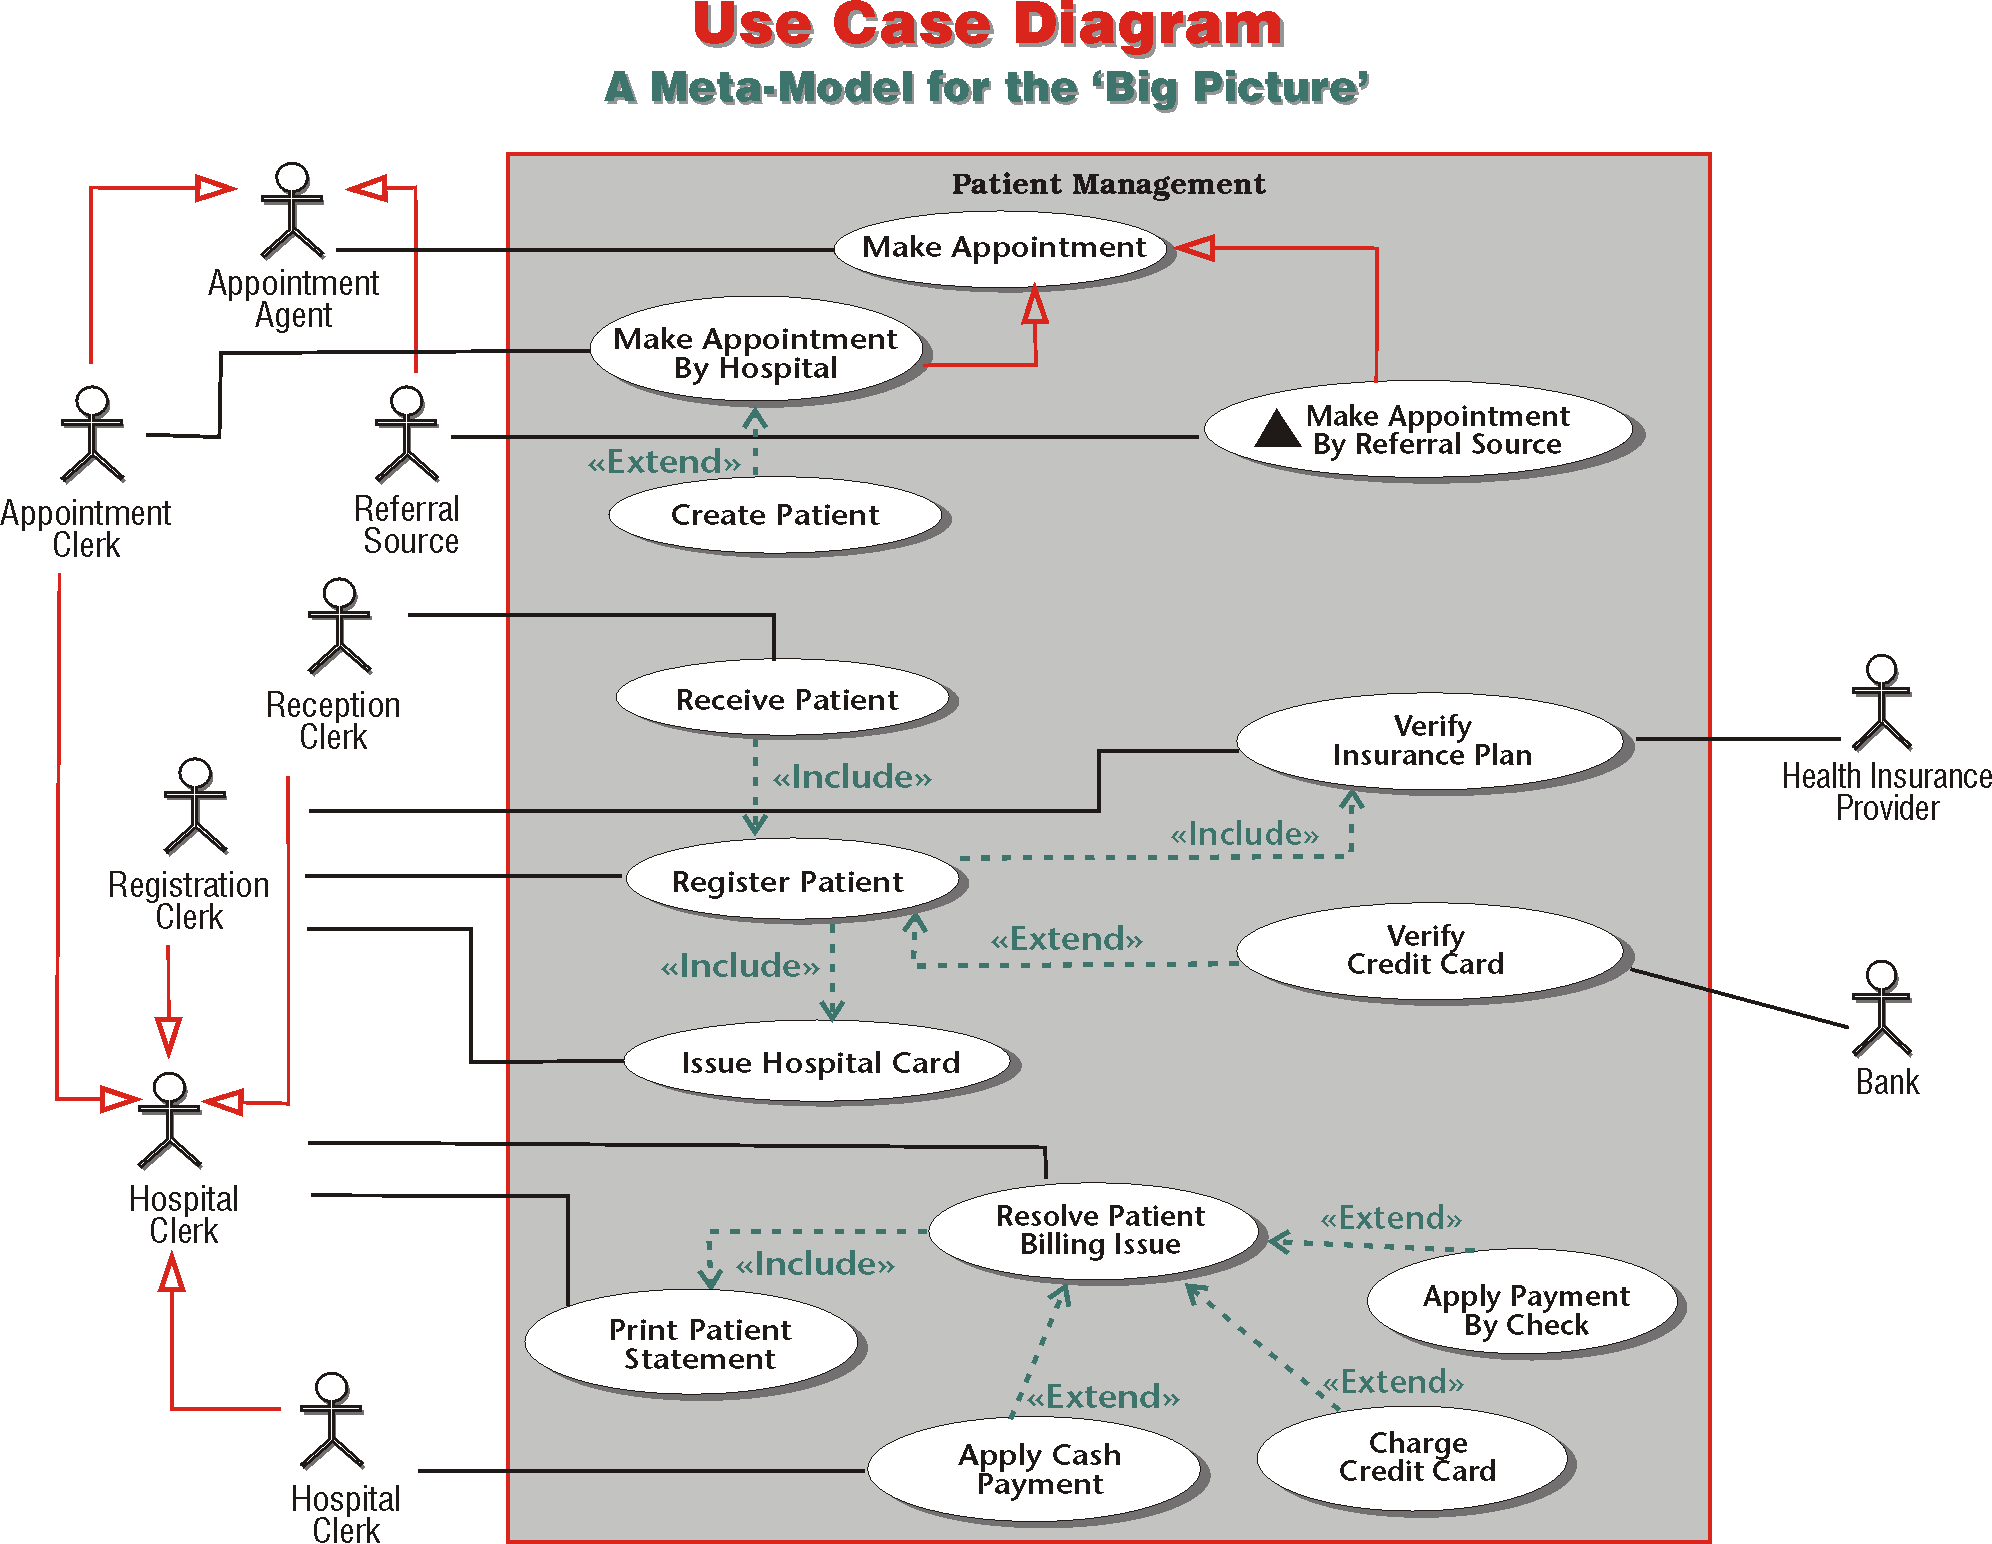 Use Case Diagram
A Meta-Model for the ‘Big Picture’
Patient Management
Make Appointment
Appointment
Agent
Make Appointment
By Hospital
Make Appointment
By Referral Source
«Extend»
Create Patient
Appointment
Clerk
Referral
Source
Reception
Clerk
Receive Patient
Verify
Insurance Plan
Health Insurance
Provider
«Include»
«Include»
Registration
Clerk
Register Patient
«Extend»
Verify
Credit Card
«Include»
Issue Hospital Card
Bank
Hospital
Clerk
Resolve Patient
Billing Issue
«Extend»
«Include»
Apply Payment
By Check
Print Patient
Statement
«Extend»
«Extend»
Apply Cash
Payment
Charge
Credit Card
Hospital
Clerk